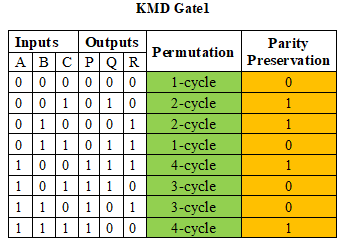 KMD Gate1
Inputs Outputs Permutation Parity Preservation
A B C P Q R
0 0 0 0 0 0 1-cycle 0
0 0 1 0 1 0 2-cycle 1
0 1 0 0 0 1 2-cycle 1
0 1 1 0 1 1 1-cycle 0
1 0 0 1 1 1 4-cycle 1
1 0 1 1 1 0 3-cycle 0
1 1 0 1 0 1 3-cycle 0
1 1 1 1 0 0 4-cycle 1